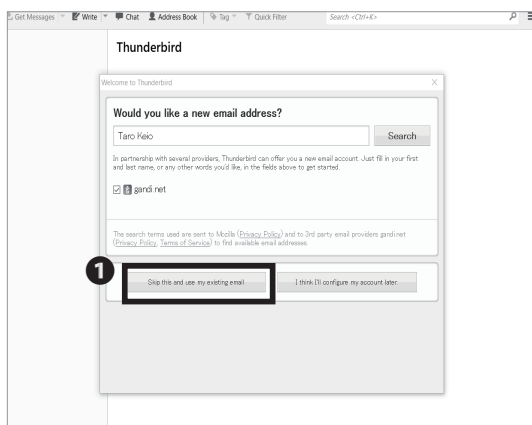 Get Messages Write Chat Address Book Tag Quick Filter Search <Ctrl+K>
Thunderbird
Welcome to Thunderbird
Would you like a new email address?
Taro Keio Search
In partnership with several providers, Thunderbird can offer you a new email account. Just fill in your first
and last name, or any other words you'd like, in the fields above to get started.
gandi.net
The search terms used are sent to Mozilla (Privacy Policy) and to 3rd party email providers gandi.net
(Privacy Policy, Terms of Service) to find available email addresses.
1
Skip this and use my existing email I think I'll configure my account later.